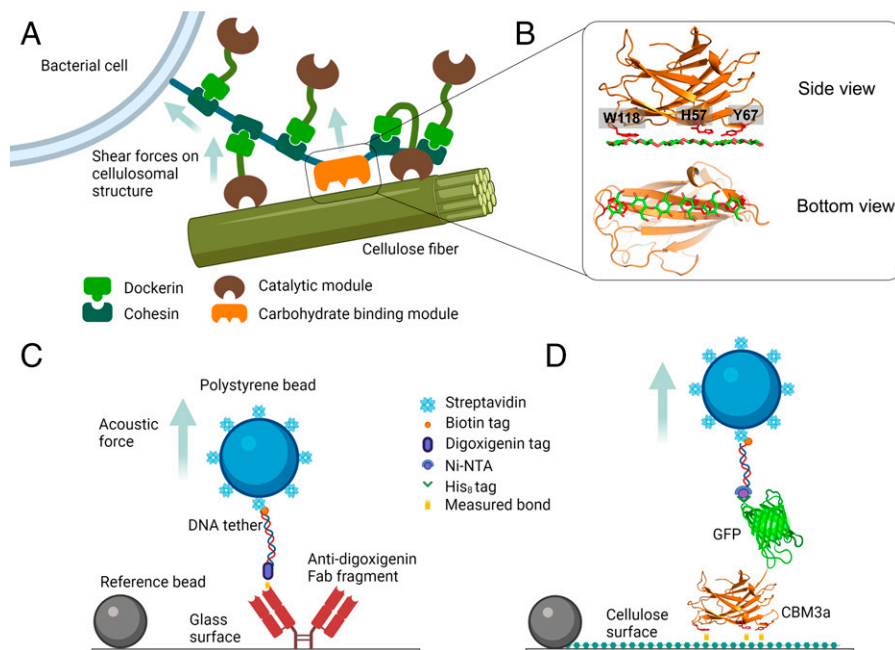 A
Bacterial cell
Shear forces on
cellulosomal
structure
Cellulose fiber
Dockerin
Cohesin
Catalytic module
Carbohydrate binding module
B
W118
H57
Y67
Side view
Bottom view
C
Polystyrene bead
Acoustic
force
DNA tether
Reference bead
Glass
surface
Anti-digoxigenin
Fab fragment
Streptavidin
Biotin tag
Digoxigenin tag
Ni-NTA
His₈ tag
Measured bond
D
GFP
CBM3a
Cellulose
surface